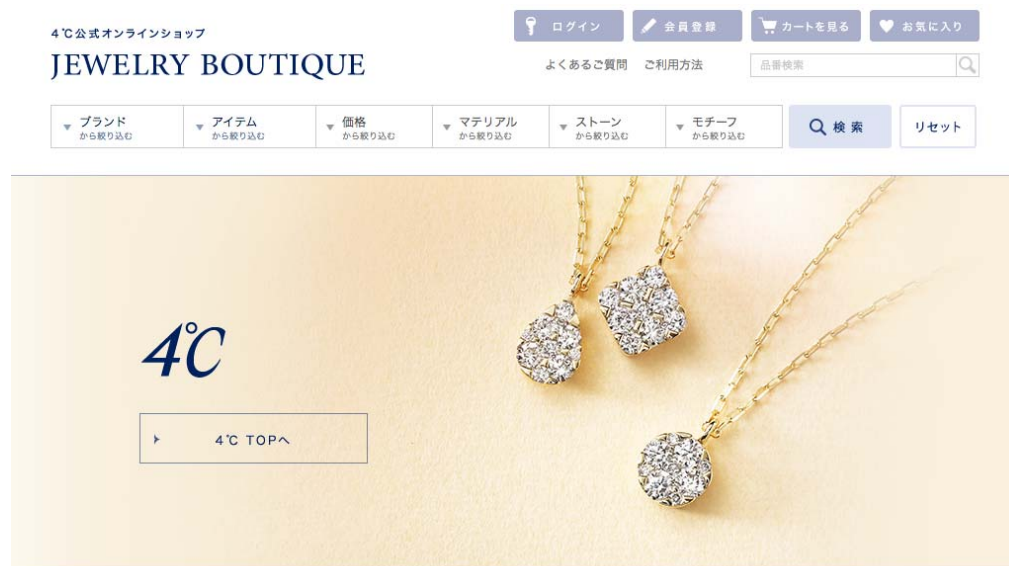 4℃公式オンラインショップ
JEWELRY BOUTIQUE
ログイン
会員登録
カートを見る
お気に入り
よくあるご質問
ご利用方法
品番検索
ブランド
から絞り込む
アイテム
から絞り込む
価格
から絞り込む
マテリアル
から絞り込む
ストーン
から絞り込む
モチーフ
から絞り込む
検索
リセット
4℃
4℃ TOPへ